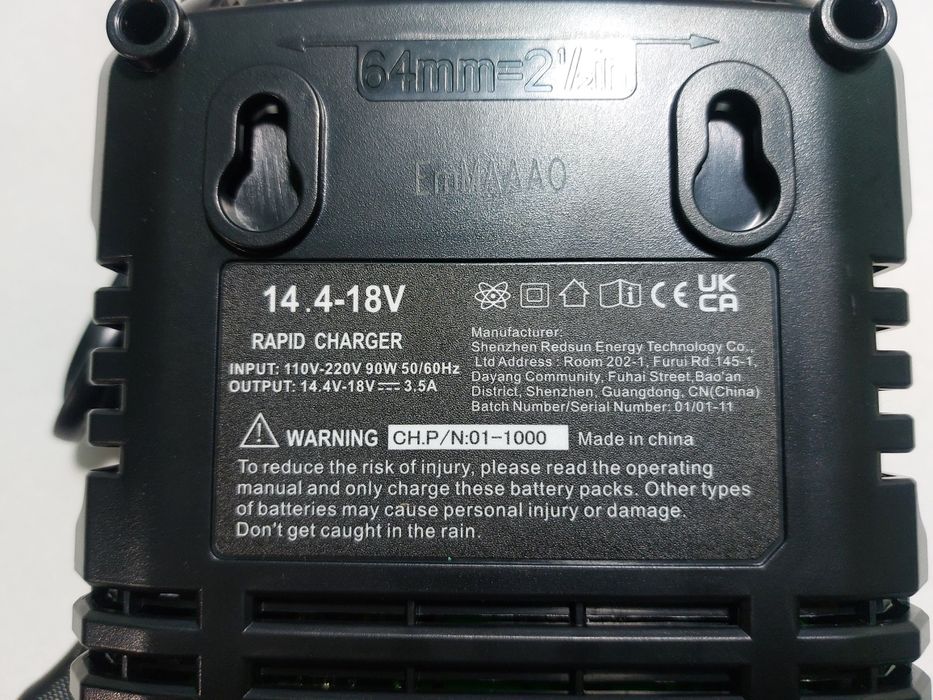 64mm=2½in
EmMAAAO
14.4-18V
RAPID CHARGER
INPUT: 110V-220V 90W 50/60Hz
OUTPUT: 14.4V-18V⎓3.5A
CE UK
CA
Manufacturer:
Shenzhen Redsun Energy Technology Co.,
Ltd Address : Room 202-1, Furui Rd.145-1,
Dayang Community, Fuhai Street,Bao'an
District, Shenzhen, Guangdong, CN(China)
Batch Number/Serial Number: 01/01-11
WARNING CH.P/N:01-1000 Made in china
To reduce the risk of injury, please read the operating
manual and only charge these battery packs. Other types
of batteries may cause personal injury or damage.
Don't get caught in the rain.